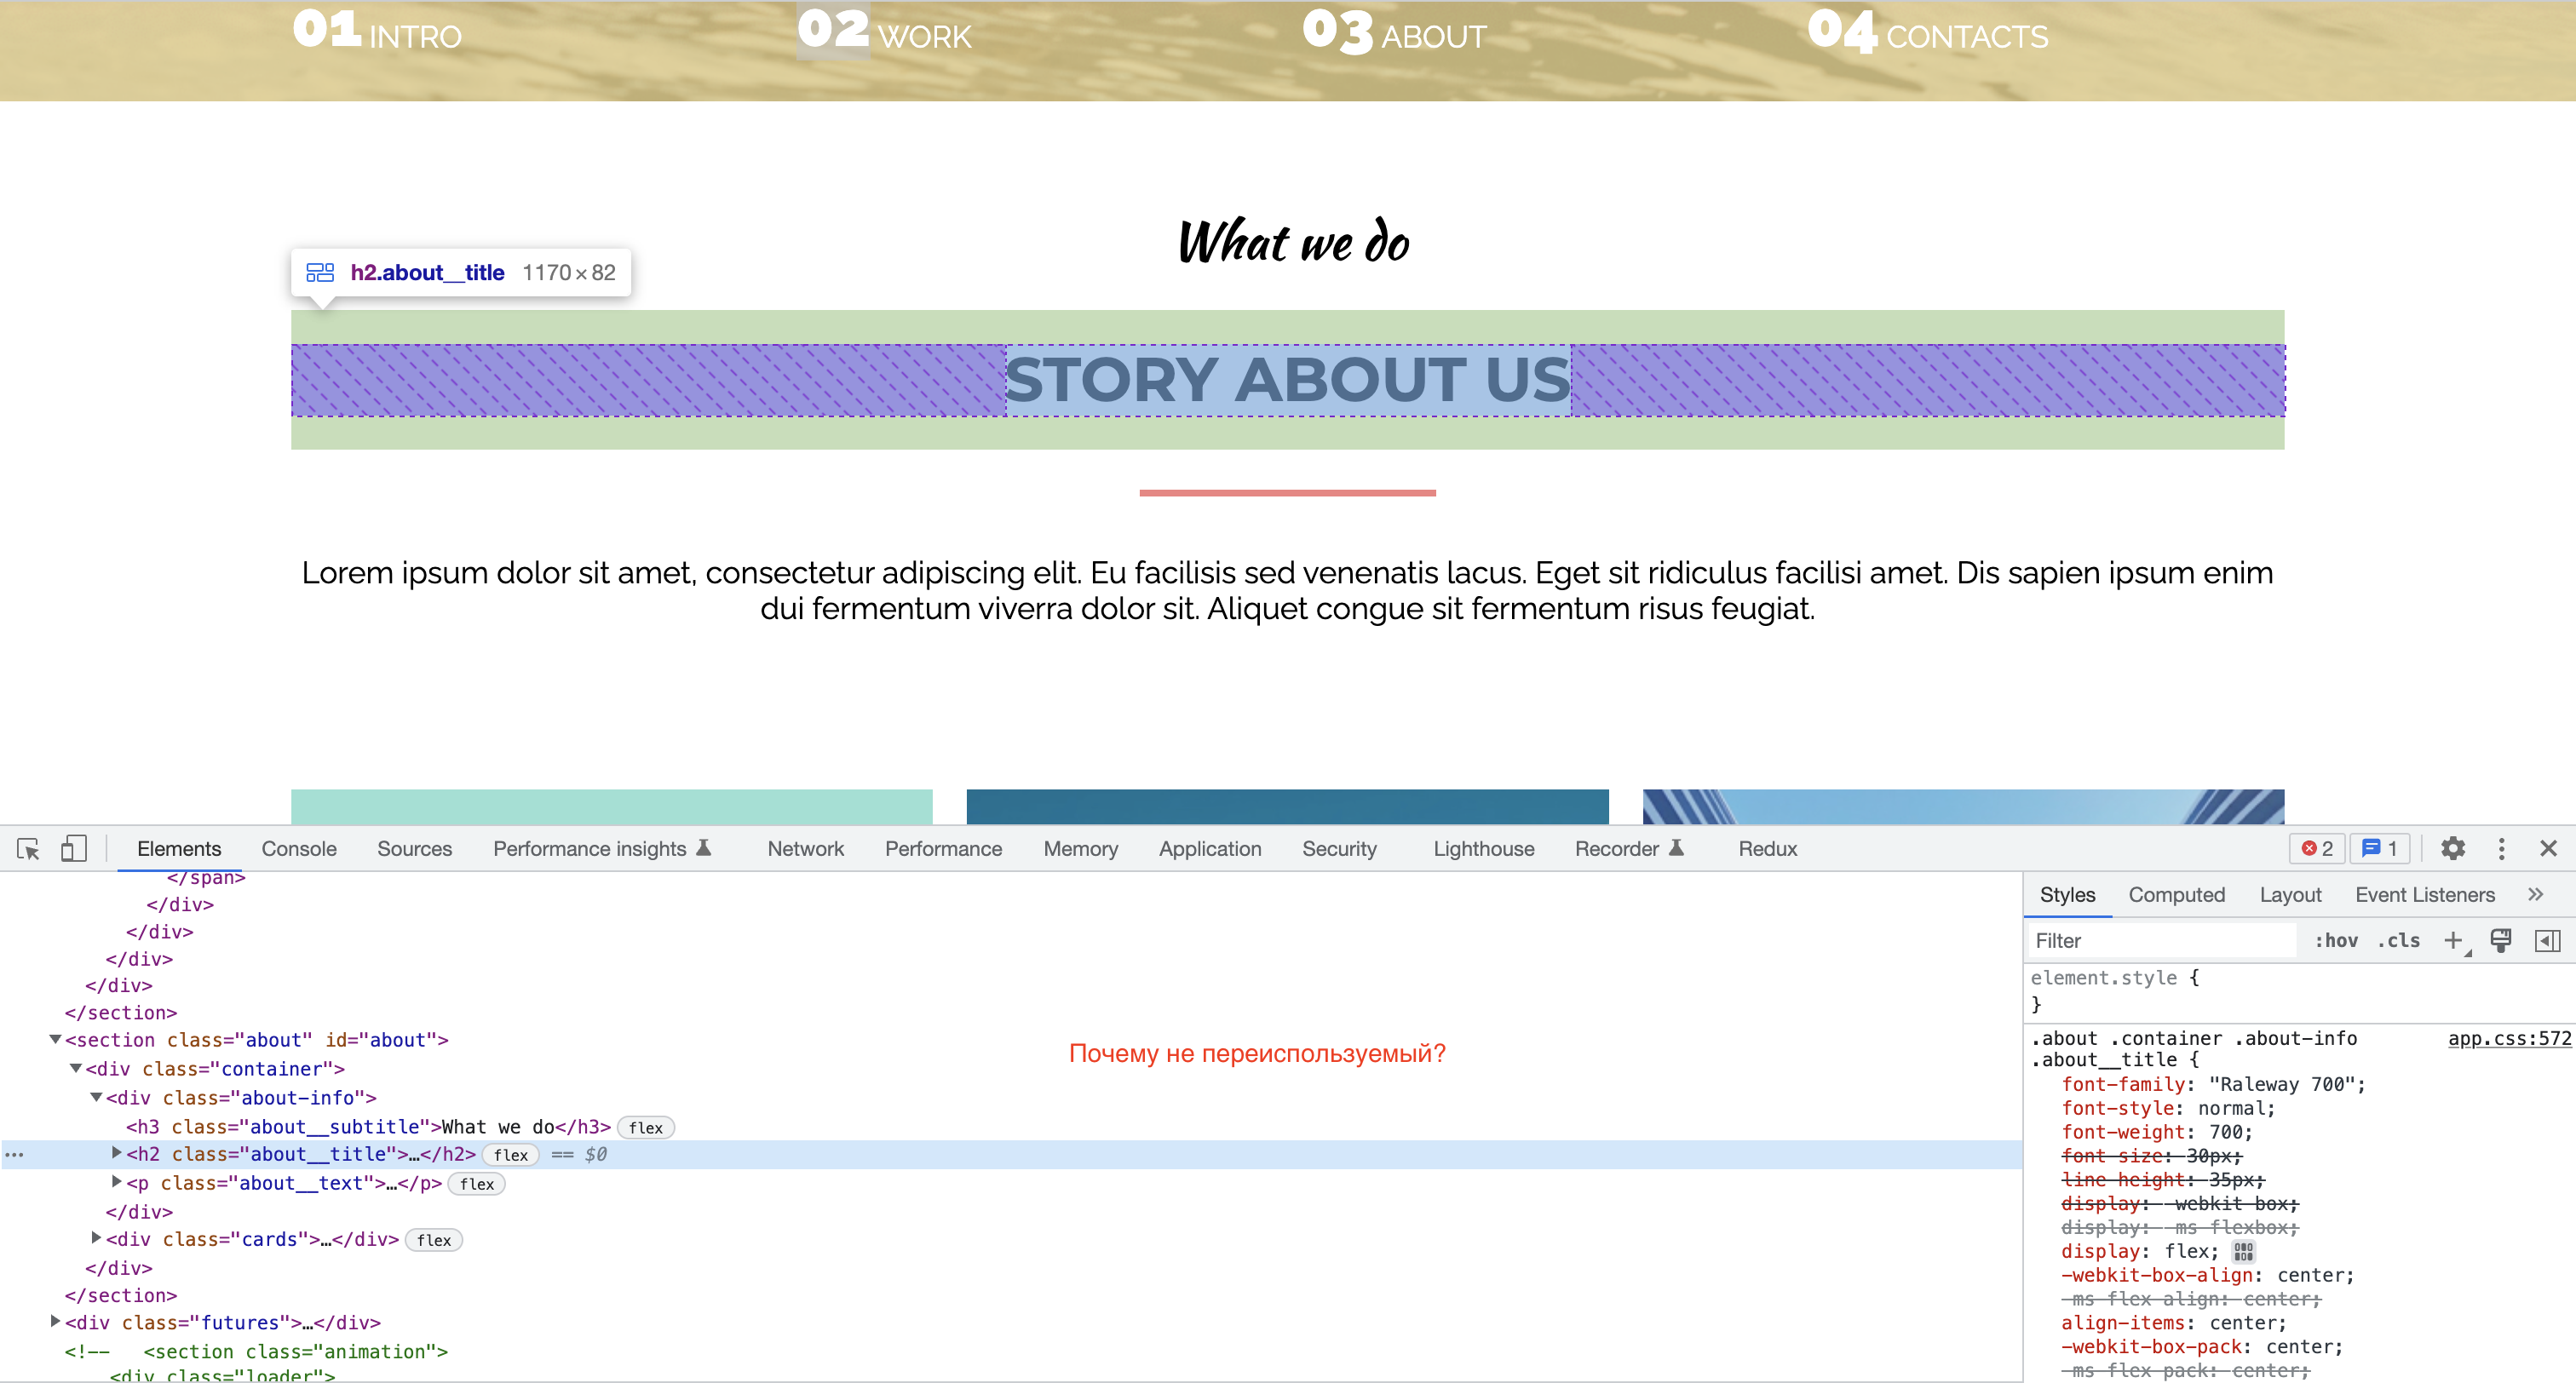 01 INTRO 02 WORK 03 ABOUT 04 CONTACTS
What we do
h2.about__title 1170 × 82
STORY ABOUT US
Lorem ipsum dolor sit amet, consectetur adipiscing elit. Eu facilisis sed venenatis lacus. Eget sit ridiculus facilisi amet. Dis sapien ipsum enim
dui fermentum viverra dolor sit. Aliquet congue sit fermentum risus feugiat.
Elements Console Sources Performance insights Network Performance Memory Application Security Lighthouse Recorder Redux 2 1
</span>
</div>
</div>
</div>
</div>
</section>
<section class="about" id="about">
<div class="container">
<div class="about-info">
<h3 class="about__subtitle">What we do</h3> flex
<h2 class="about__title">…</h2> flex == $0
<p class="about__text">…</p> flex
</div>
<div class="cards">…</div> flex
</div>
</section>
<div class="futures">…</div>
<!-- <section class="animation">
<div class="loader">
Почему не переиспользуемый?
Styles Computed Layout Event Listeners »
Filter :hov .cls +
element.style {
}
.about .container .about-info app.css:572
.about__title {
font-family: "Raleway 700";
font-style: normal;
font-weight: 700;
font-size: 30px;
line-height: 35px;
display: -webkit-box;
display: -ms-flexbox;
display: flex;
-webkit-box-align: center;
-ms-flex-align: center;
align-items: center;
-webkit-box-pack: center;
-ms-flex-pack: center;